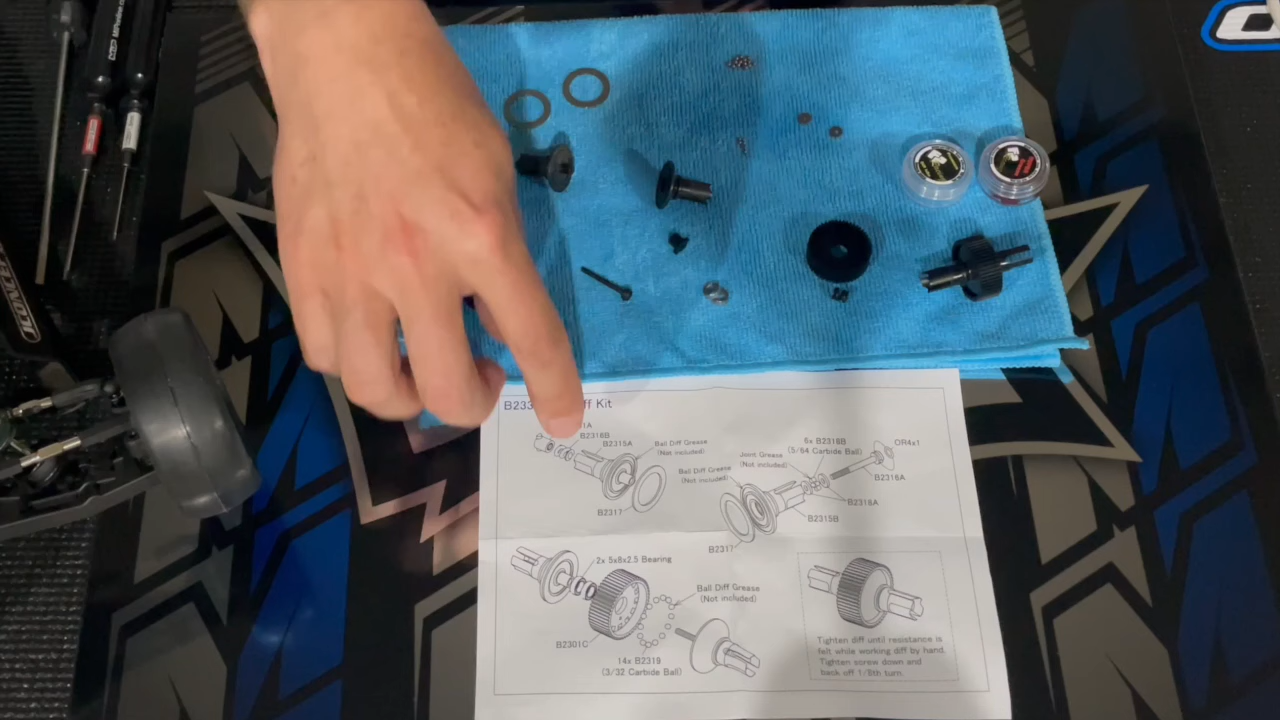 ff Kit
B2316B
B2315A
Ball Diff Grease
(Not included)
B2317
Ball Diff Grease
(Not included)
Joint Grease
(Not included)
6x B2318B
(5/64 Carbide Ball)
OR4x1
B2316A
B2318A
B2315B
B2317
2x 5x8x2.5 Bearing
B2301C
Ball Diff Grease
(Not included)
14x B2319
(3/32 Carbide Ball)
Tighten diff until resistance is
felt while working diff by hand.
Tighten screw down and
back off 1/8th turn.